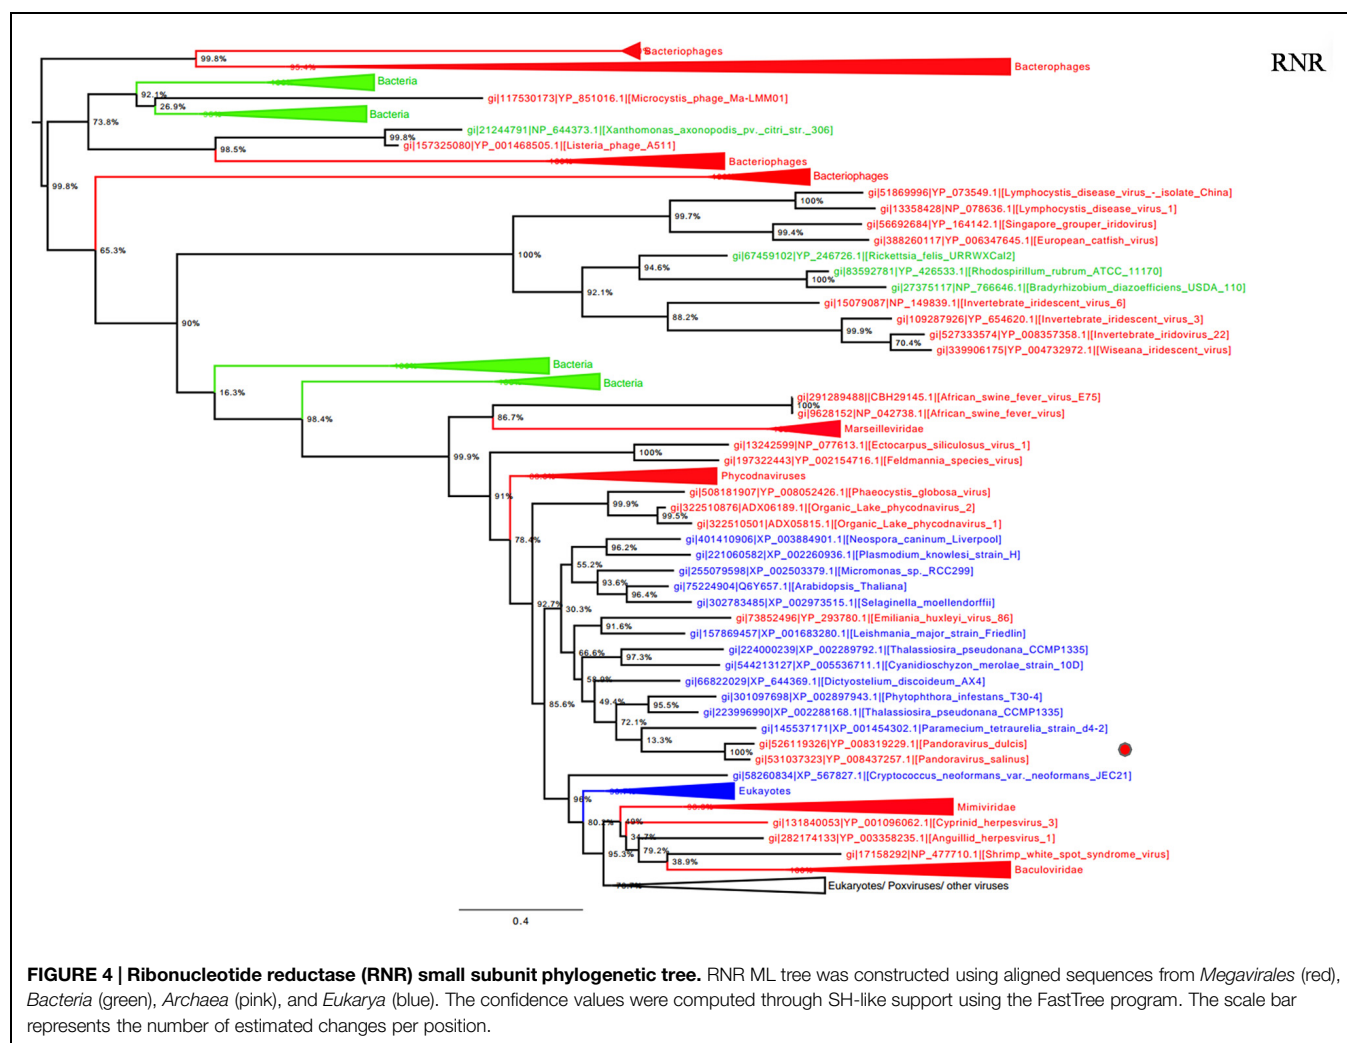 RNR
99.8%
Bacteriophages
95.4%
Bacterophages
Bacteria
92.1%
26.9%
gi|117530173|YP_851016.1|[Microcystis_phage_Ma-LMM01]
Bacteria
73.8%
gi|21244791|NP_644373.1|[Xanthomonas_axonopodis_pv._citri_str._306]
99.8%
gi|157325080|YP_001468505.1|[Listeria_phage_A511]
98.5%
100%
Bacteriophages
99.8%
Bacteriophages
gi|51869996|YP_073549.1|[Lymphocystis_disease_virus_-_isolate_China]
100%
gi|13358428|NP_078636.1|[Lymphocystis_disease_virus_1]
99.7%
gi|56692684|YP_164142.1|[Singapore_grouper_iridovirus]
99.4%
gi|388260117|YP_006347645.1|[European_catfish_virus]
65.3%
100%
gi|67459102|YP_246726.1|[Rickettsia_felis_URRWXCal2]
94.6%
gi|83592781|YP_426533.1|[Rhodospirillum_rubrum_ATCC_11170]
100%
gi|27375117|NP_766646.1|[Bradyrhizobium_diazoefficiens_USDA_110]
92.1%
gi|15079087|NP_149839.1|[Invertebrate_iridescent_virus_6]
88.2%
gi|109287926|YP_654620.1|[Invertebrate_iridescent_virus_3]
99.9%
gi|527333574|YP_008357358.1|[Invertebrate_iridovirus_22]
70.4%
gi|339906175|YP_004732972.1|[Wiseana_iridescent_virus]
90%
Bacteria
Bacteria
16.3%
98.4%
gi|291289488||CBH29145.1|[African_swine_fever_virus_E75]
100%
gi|9628152|NP_042738.1|[African_swine_fever_virus]
86.7%
Marseilleviridae
99.9%
gi|13242599|NP_077613.1|[Ectocarpus_siliculosus_virus_1]
100%
gi|197322443|YP_002154716.1|[Feldmannia_species_virus]
Phycodnaviruses
91%
gi|508181907|YP_008052426.1|[Phaeocystis_globosa_virus]
99.9%
gi|322510876|ADX06189.1|[Organic_Lake_phycodnavirus_2]
99.5%
gi|322510501|ADX05815.1|[Organic_Lake_phycodnavirus_1]
78.4%
gi|401410906|XP_003884901.1|[Neospora_caninum_Liverpool]
96.2%
gi|221060582|XP_002260936.1|[Plasmodium_knowlesi_strain_H]
55.2%
gi|255079598|XP_002503379.1|[Micromonas_sp._RCC299]
93.6%
gi|75224904|Q6Y657.1|[Arabidopsis_Thaliana]
96.4%
gi|302783485|XP_002973515.1|[Selaginella_moellendorffii]
92.7%
30.3%
gi|73852496|YP_293780.1|[Emiliania_huxleyi_virus_86]
91.6%
gi|157869457|XP_001683280.1|[Leishmania_major_strain_Friedlin]
66.6%
gi|224000239|XP_002289792.1|[Thalassiosira_pseudonana_CCMP1335]
97.3%
gi|544213127|XP_005536711.1|[Cyanidioschyzon_merolae_strain_10D]
58.9%
gi|66822029|XP_644369.1|[Dictyostelium_discoideum_AX4]
49.4%
gi|301097698|XP_002897943.1|[Phytophthora_infestans_T30-4]
95.5%
gi|223996990|XP_002288168.1|[Thalassiosira_pseudonana_CCMP1335]
85.6%
72.1%
gi|145537171|XP_001454302.1|Paramecium_tetraurelia_strain_d4-2]
13.3%
gi|526119326|YP_008319229.1|[Pandoravirus_dulcis]
100%
gi|531037323|YP_008437257.1|[Pandoravirus_salinus]
gi|58260834|XP_567827.1|[Cryptococcus_neoformans_var._neoformans_JEC21]
Eukayotes
96%
Mimiviridae
80.2%
49%
gi|131840053|YP_001096062.1|[Cyprinid_herpesvirus_3]
34.7%
gi|282174133|YP_003358235.1|[Anguillid_herpesvirus_1]
95.3%
79.2%
gi|17158292|NP_477710.1|[Shrimp_white_spot_syndrome_virus]
38.9%
100%
Baculoviridae
78.7%
Eukaryotes/ Poxviruses/ other viruses
0.4
FIGURE 4 | Ribonucleotide reductase (RNR) small subunit phylogenetic tree. RNR ML tree was constructed using aligned sequences from Megavirales (red),
Bacteria (green), Archaea (pink), and Eukarya (blue). The confidence values were computed through SH-like support using the FastTree program. The scale bar
represents the number of estimated changes per position.